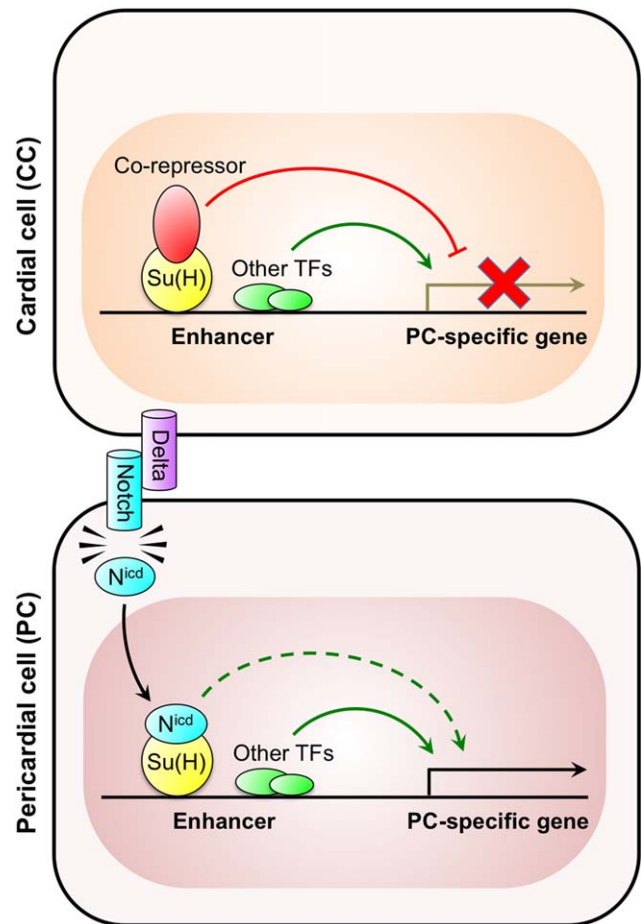 Cardial cell (CC)
Co-repressor
Su(H)
Other TFs
Enhancer
PC-specific gene
Delta
Notch
Nicd
Pericardial cell (PC)
Nicd
Su(H)
Other TFs
Enhancer
PC-specific gene